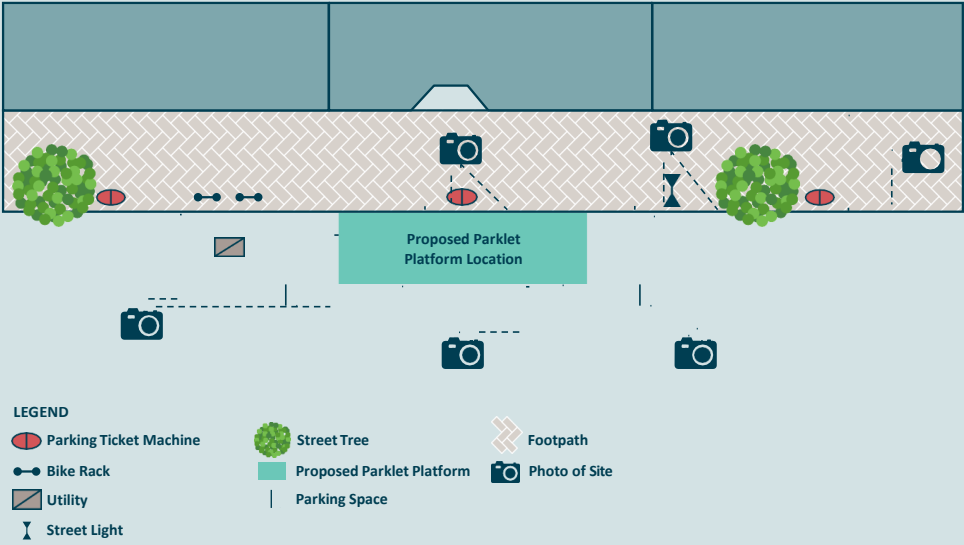 Proposed Parklet
Platform Location
LEGEND
Parking Ticket Machine
Bike Rack
Utility
Street Light
Street Tree
Proposed Parklet Platform
Parking Space
Footpath
Photo of Site